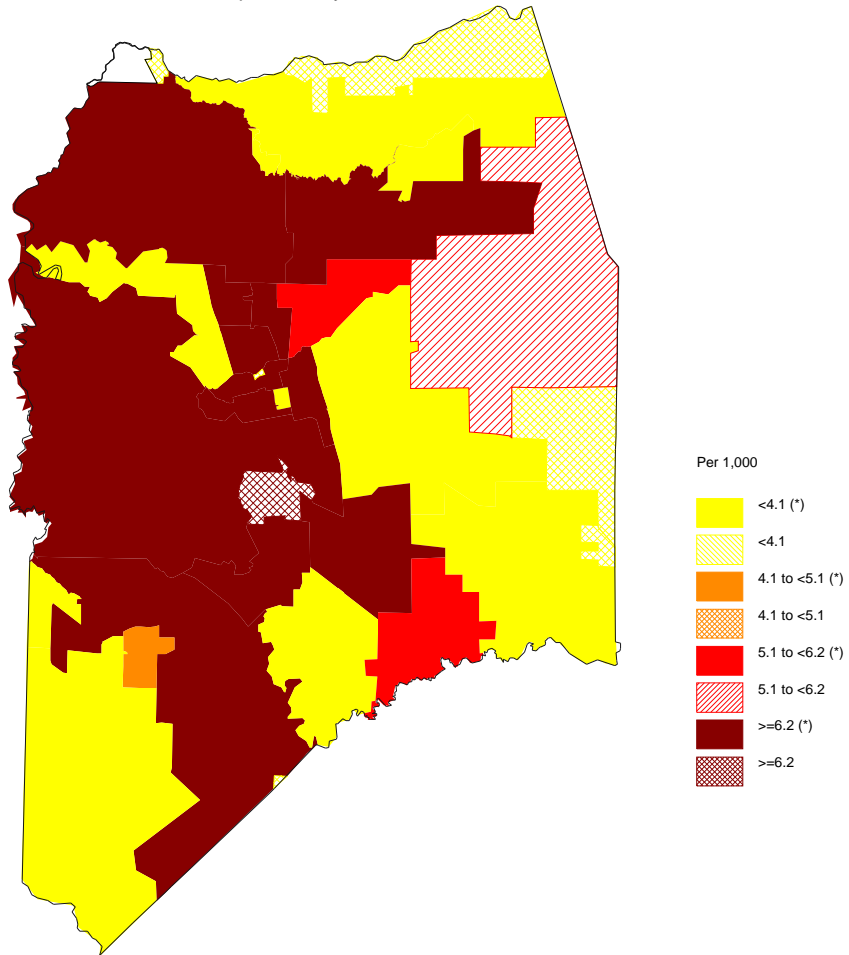 Per 1,000
<4.1 (*)
<4.1
4.1 to <5.1 (*)
4.1 to <5.1
5.1 to <6.2 (*)
5.1 to <6.2
>=6.2 (*)
>=6.2